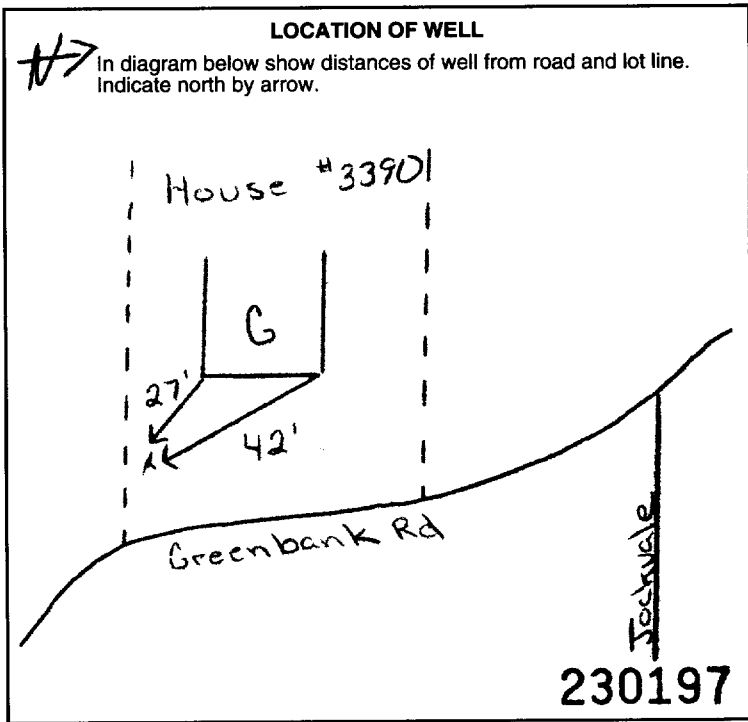 LOCATION OF WELL
N
In diagram below show distances of well from road and lot line.
Indicate north by arrow.
House #3390
G
27'
42'
Greenbank Rd
Jockvale
230197